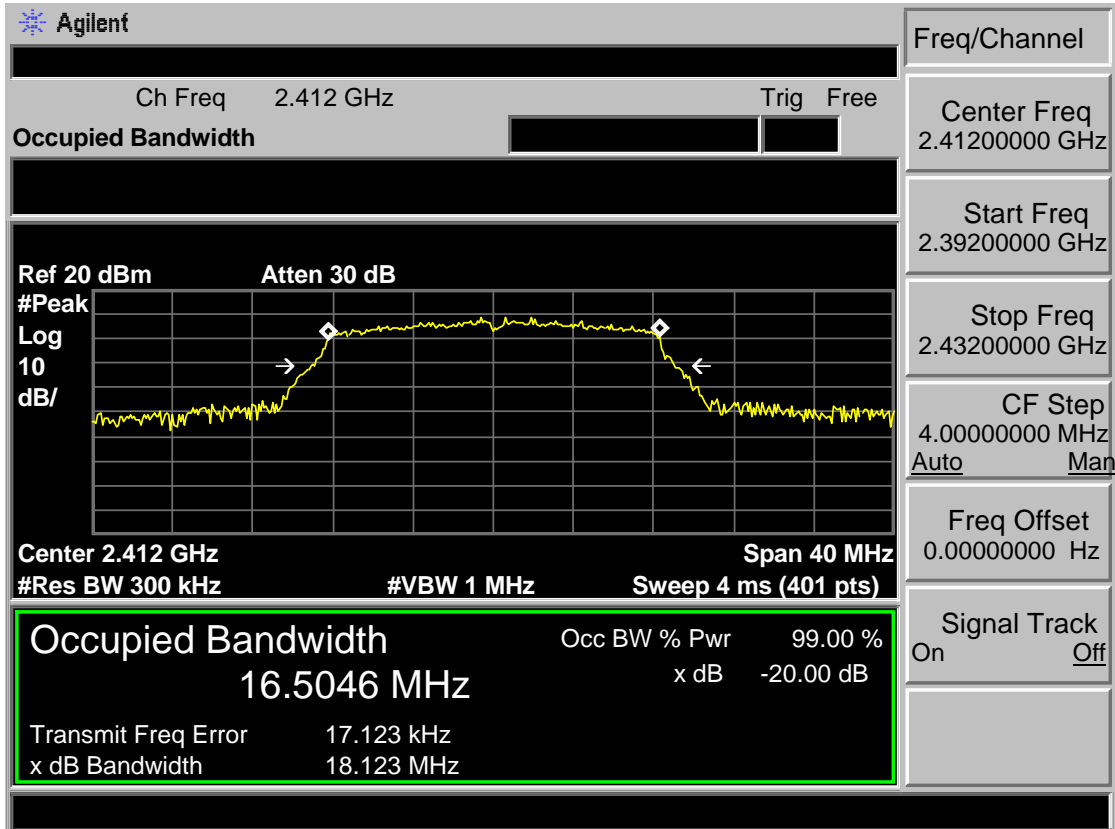 Agilent
Freq/Channel
Ch Freq 2.412 GHz Trig Free
Occupied Bandwidth
Center Freq
2.41200000 GHz
Start Freq
2.39200000 GHz
Ref 20 dBm Atten 30 dB
#Peak
Log
10
dB/
Stop Freq
2.43200000 GHz
CF Step
4.00000000 MHz
Auto Man
Freq Offset
0.00000000 Hz
Center 2.412 GHz Span 40 MHz
#Res BW 300 kHz #VBW 1 MHz Sweep 4 ms (401 pts)
Signal Track
On Off
Occupied Bandwidth
16.5046 MHz
Occ BW % Pwr 99.00 %
x dB -20.00 dB
Transmit Freq Error 17.123 kHz
x dB Bandwidth 18.123 MHz